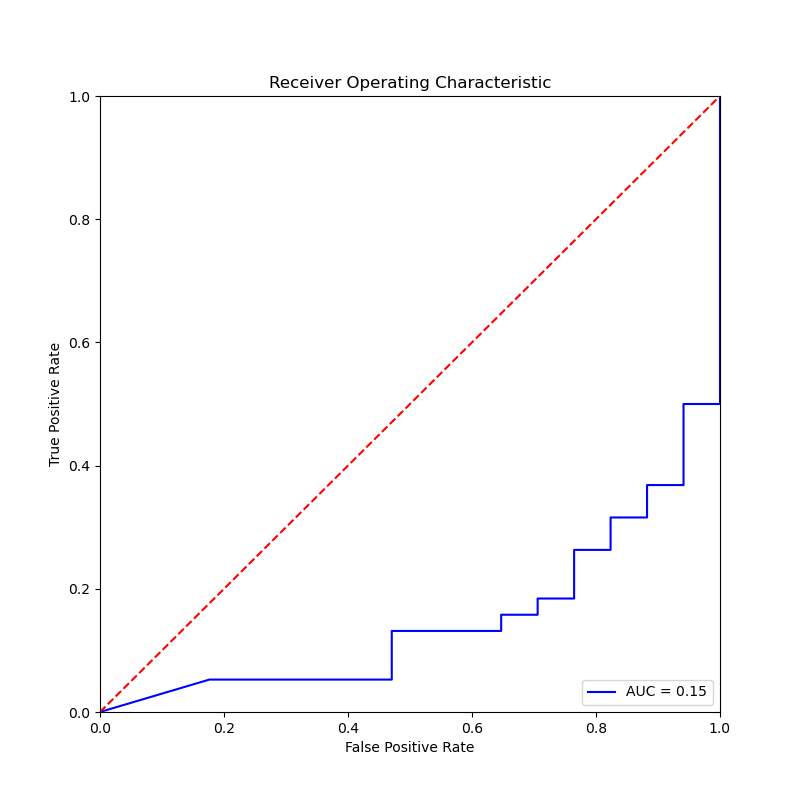 Receiver Operating Characteristic
1.0
0.8
0.6
0.4
0.2
0.0
True Positive Rate
AUC = 0.15
0.0 0.2 0.4 0.6 0.8 1.0
False Positive Rate